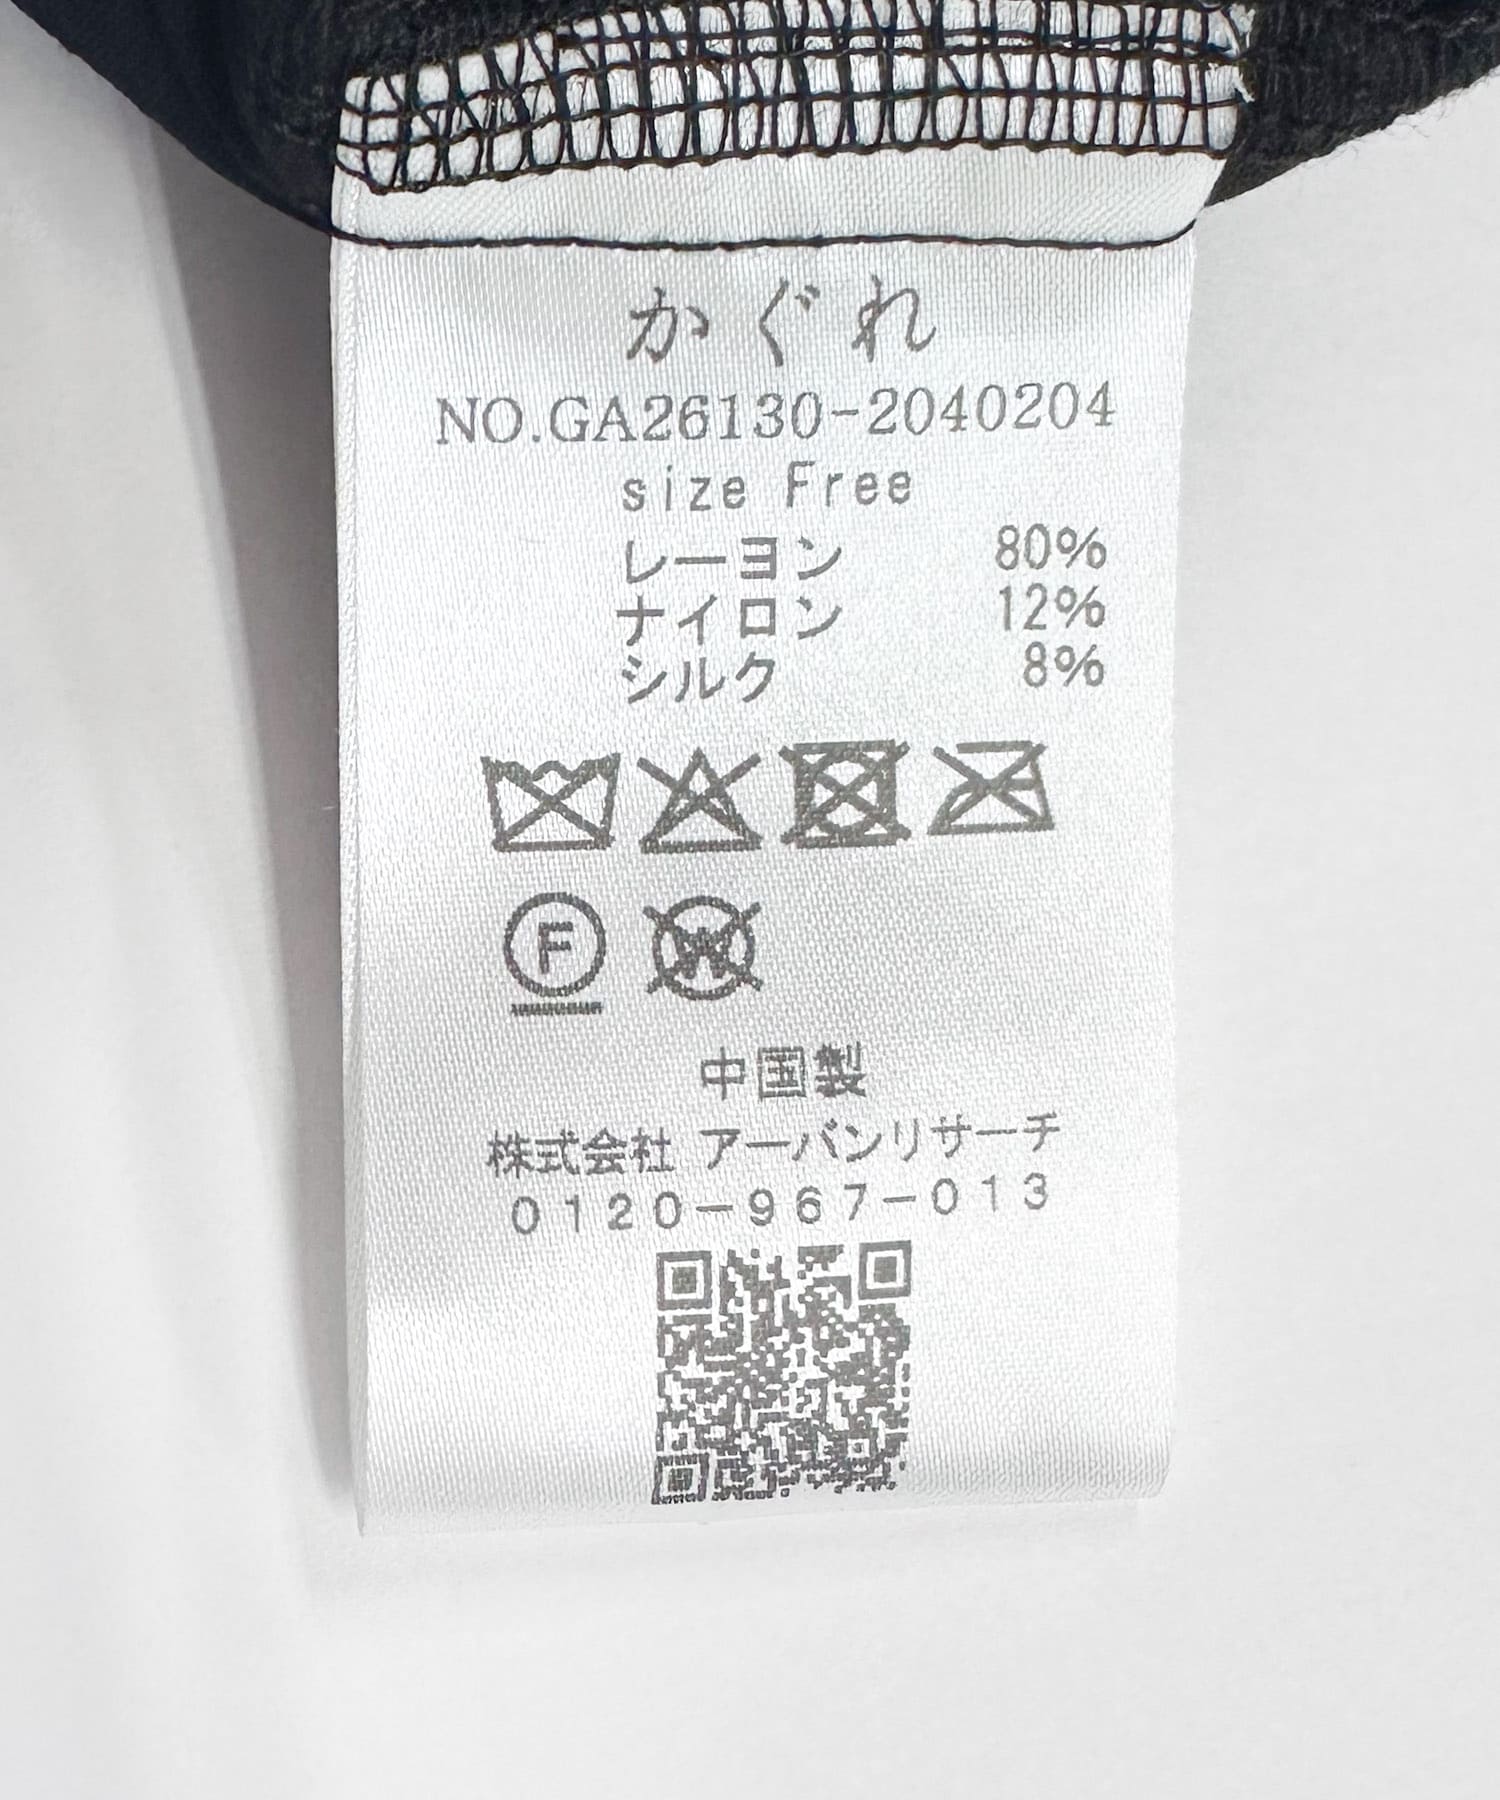 かぐれ
NO.GA26130-2040204
size Free
レーヨン 80%
ナイロン 12%
シルク 8%
F W
中国製
株式会社 アーバンリサーチ
0120-967-013